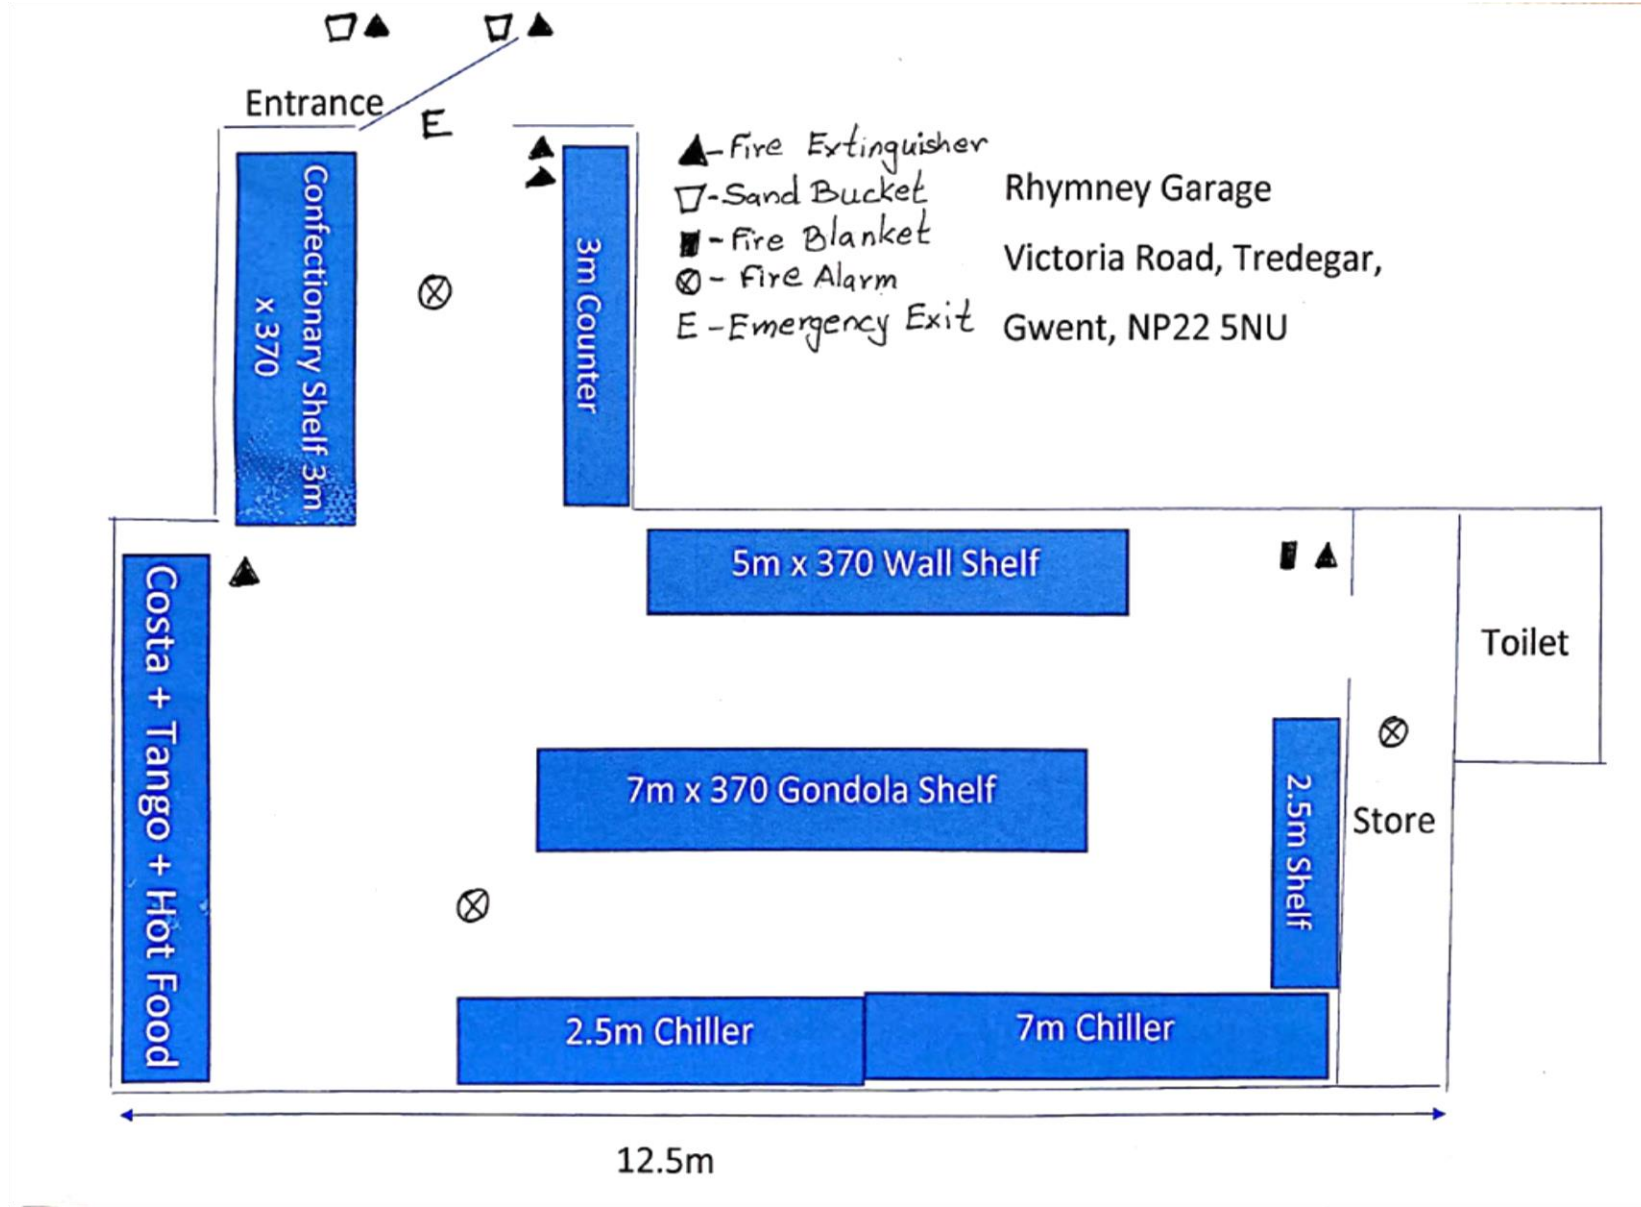 Entrance
E
Confectionary Shelf 3m
x 370
3m Counter
Fire Extinguisher
Sand Bucket
Fire Blanket
Fire Alarm
E - Emergency Exit
Rhymney Garage
Victoria Road, Tredegar,
Gwent, NP22 5NU
Costa + Tango + Hot Food
5m x 370 Wall Shelf
Toilet
7m x 370 Gondola Shelf
2.5m Shelf
Store
2.5m Chiller
7m Chiller
12.5m